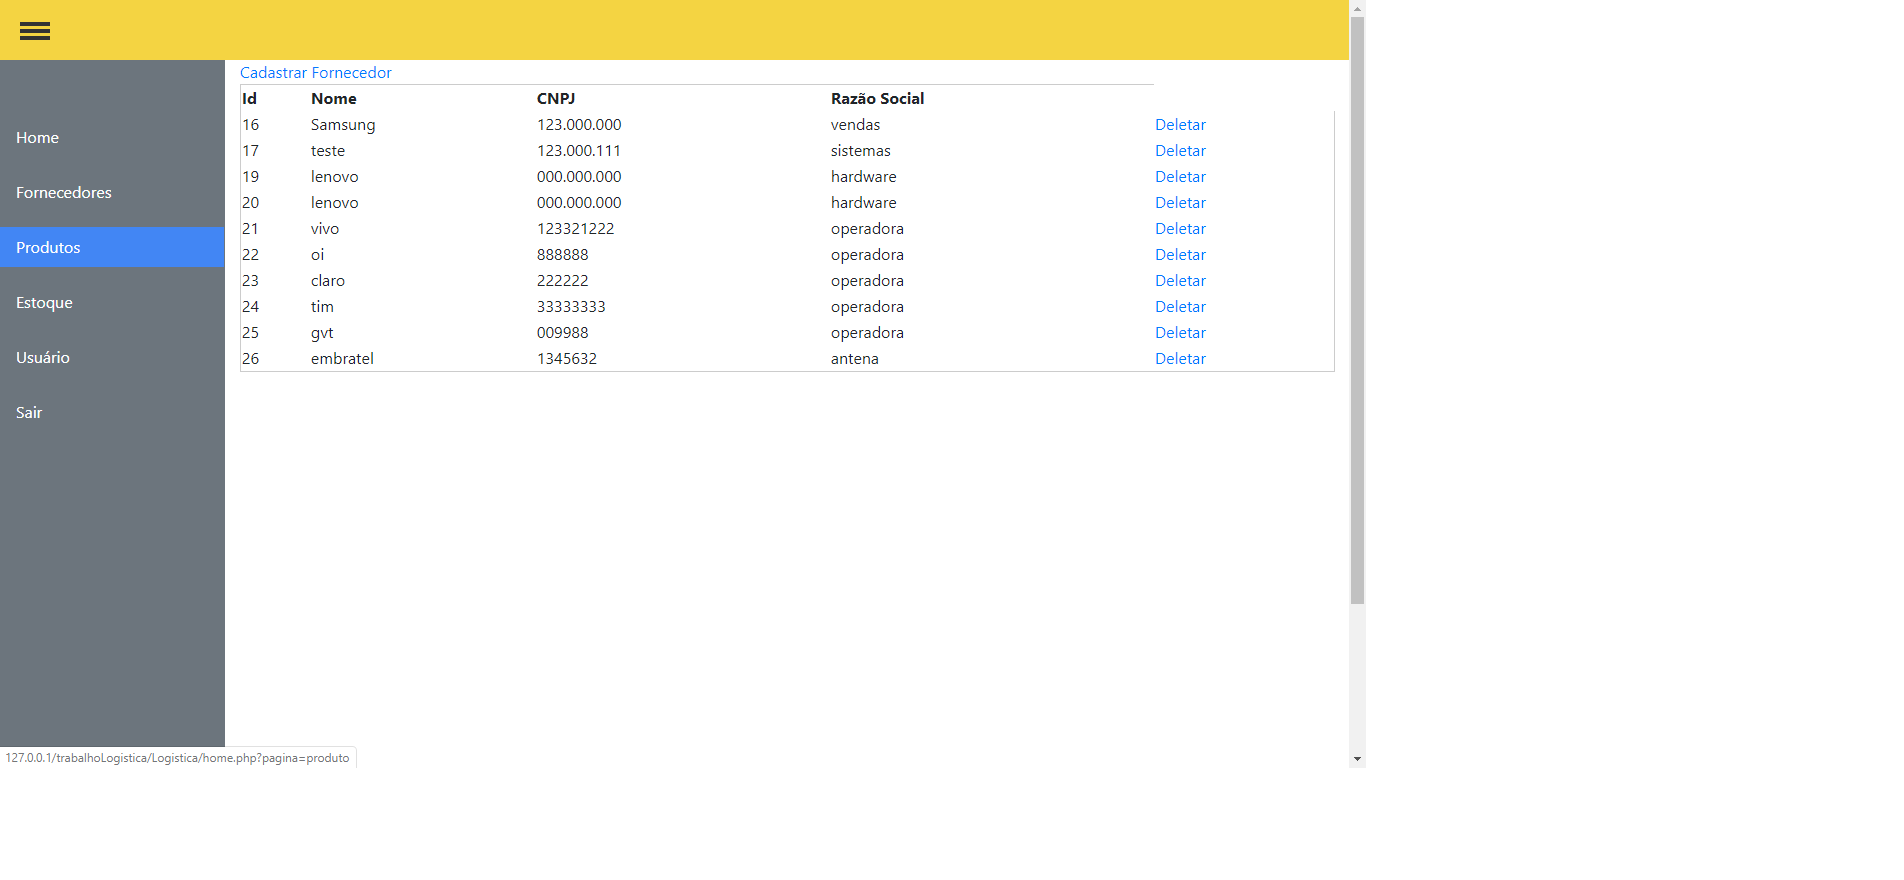 Cadastrar Fornecedor
Id Nome CNPJ Razão Social
16 Samsung 123.000.000 vendas Deletar
17 teste 123.000.111 sistemas Deletar
19 lenovo 000.000.000 hardware Deletar
20 lenovo 000.000.000 hardware Deletar
21 vivo 123321222 operadora Deletar
22 oi 888888 operadora Deletar
23 claro 222222 operadora Deletar
24 tim 33333333 operadora Deletar
25 gvt 009988 operadora Deletar
26 embratel 1345632 antena Deletar
Home
Fornecedores
Produtos
Estoque
Usuário
Sair
127.0.0.1/trabalhoLogistica/Logistica/home.php?pagina=produto